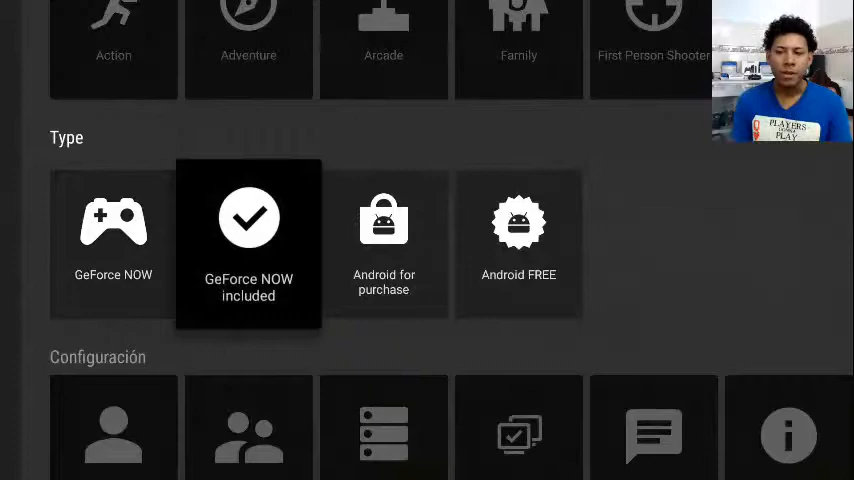 Action
Adventure
Arcade
Family
First Person Shooter
Type
GeForce NOW
GeForce NOW
included
Android for
purchase
Android FREE
Configuración
PLAYERS
GONNA
PLAY
Q